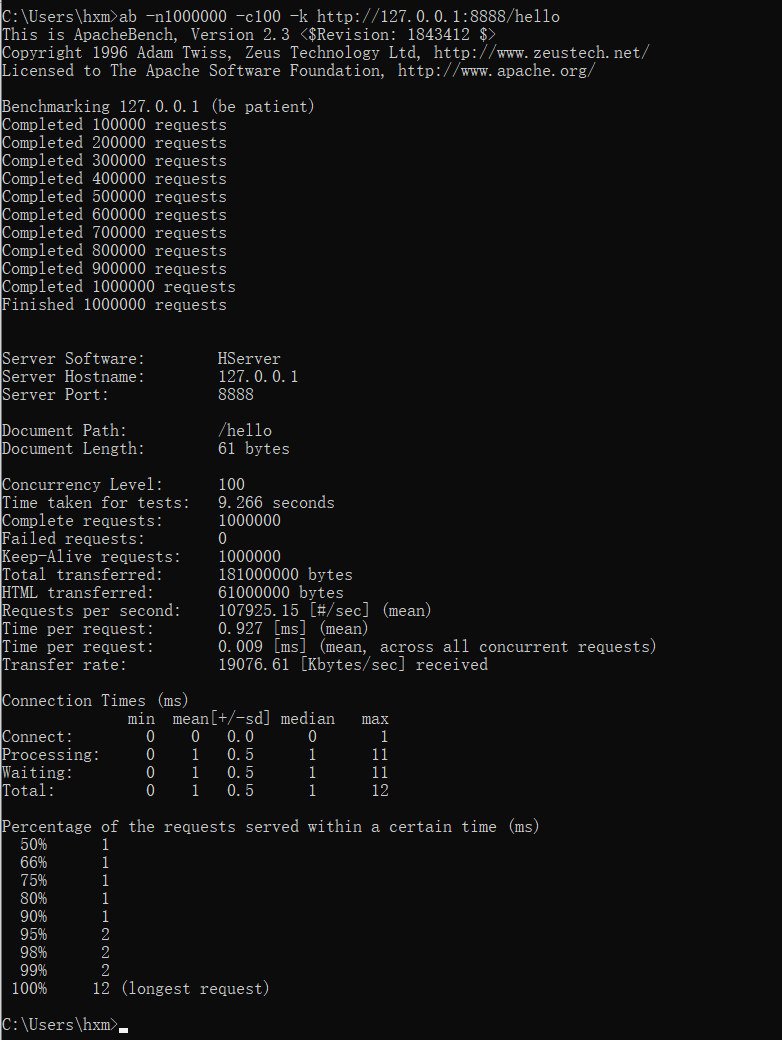 C:\Users\hxm>ab -n1000000 -c100 -k http://127.0.0.1:8888/hello
This is ApacheBench, Version 2.3 <$Revision: 1843412 $>
Copyright 1996 Adam Twiss, Zeus Technology Ltd, http://www.zeustech.net/
Licensed to The Apache Software Foundation, http://www.apache.org/

Benchmarking 127.0.0.1 (be patient)
Completed 100000 requests
Completed 200000 requests
Completed 300000 requests
Completed 400000 requests
Completed 500000 requests
Completed 600000 requests
Completed 700000 requests
Completed 800000 requests
Completed 900000 requests
Completed 1000000 requests
Finished 1000000 requests


Server Software:        HServer
Server Hostname:        127.0.0.1
Server Port:            8888

Document Path:          /hello
Document Length:        61 bytes

Concurrency Level:      100
Time taken for tests:   9.266 seconds
Complete requests:      1000000
Failed requests:        0
Keep-Alive requests:    1000000
Total transferred:      181000000 bytes
HTML transferred:       61000000 bytes
Requests per second:    107925.15 [#/sec] (mean)
Time per request:       0.927 [ms] (mean)
Time per request:       0.009 [ms] (mean, across all concurrent requests)
Transfer rate:          19076.61 [Kbytes/sec] received

Connection Times (ms)
              min  mean[+/-sd] median   max
Connect:        0    0   0.0      0       1
Processing:     0    1   0.5      1      11
Waiting:        0    1   0.5      1      11
Total:          0    1   0.5      1      12

Percentage of the requests served within a certain time (ms)
  50%      1
  66%      1
  75%      1
  80%      1
  90%      1
  95%      2
  98%      2
  99%      2
 100%     12 (longest request)

C:\Users\hxm>